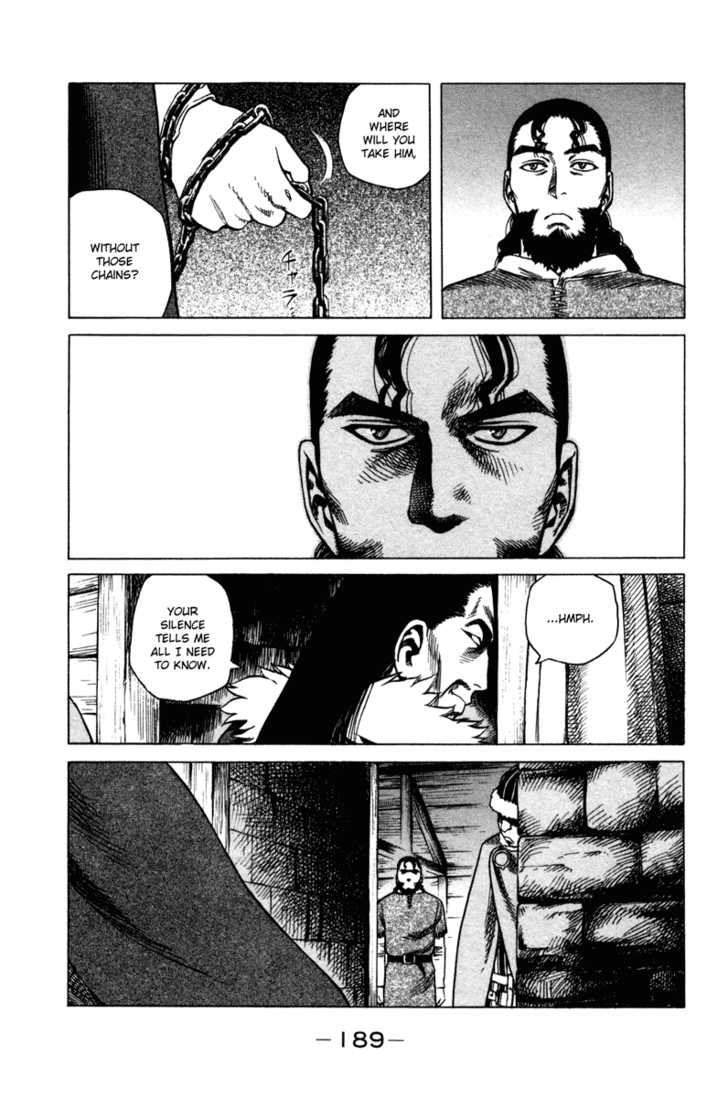 AND
WHERE
WILL YOU
TAKE HIM,
WITHOUT
THOSE
CHAINS?
チャラ
...HMPH.
YOUR
SILENCE
TELLS ME
ALL I NEED
TO KNOW.
—189—